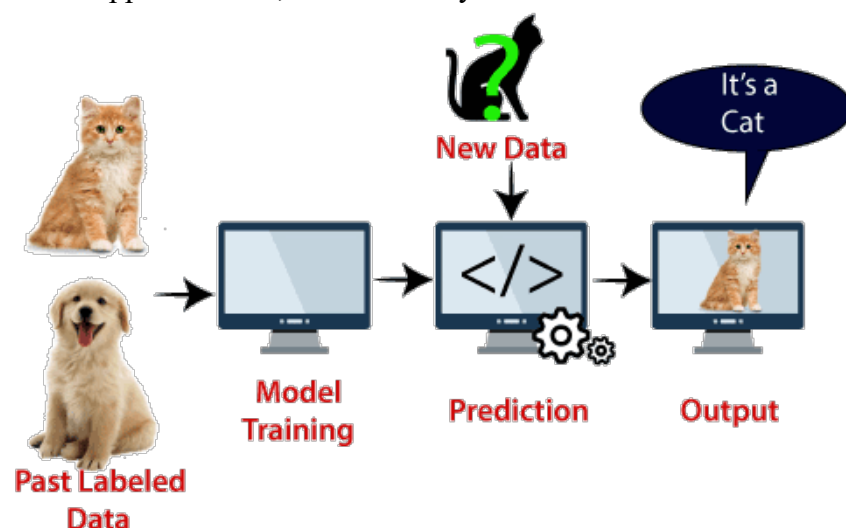 New Data
It's a
Cat
</>
Model
Training
Prediction
Output
Past Labeled
Data